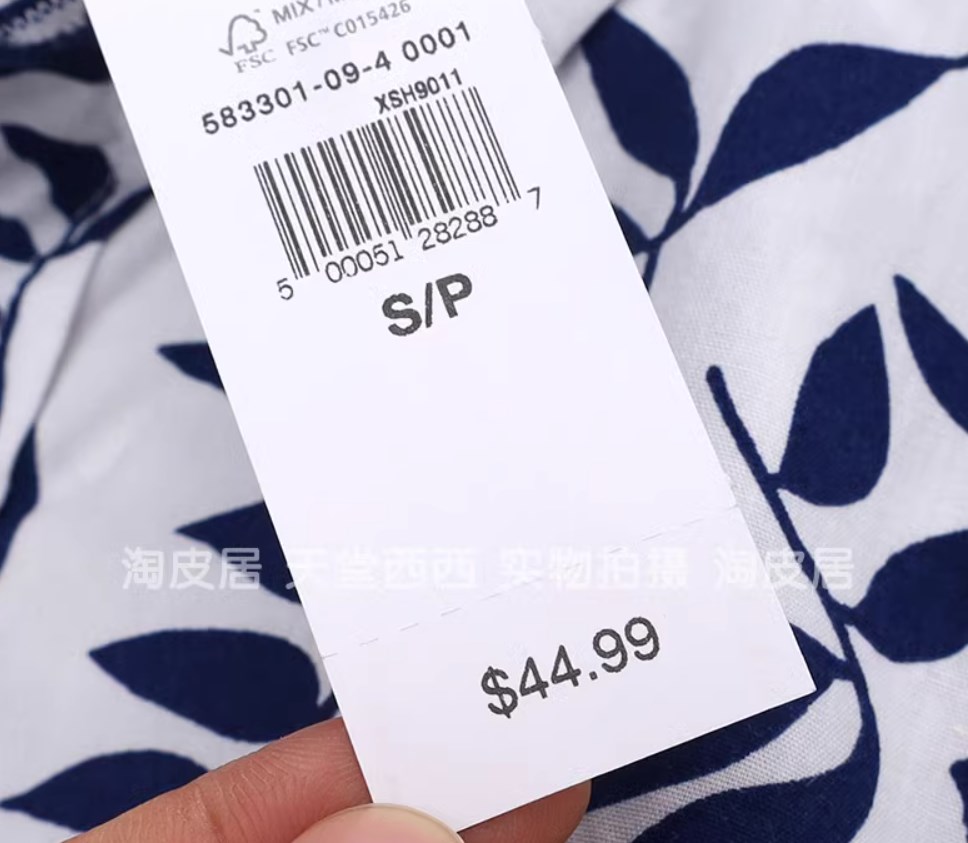 FSC
MIX
FSC™ C015426
583301-09-4 0001
XSH9011
5 00051 28288 7
S/P
淘皮居 天堂西西 实物拍摄 淘皮居
$44.99